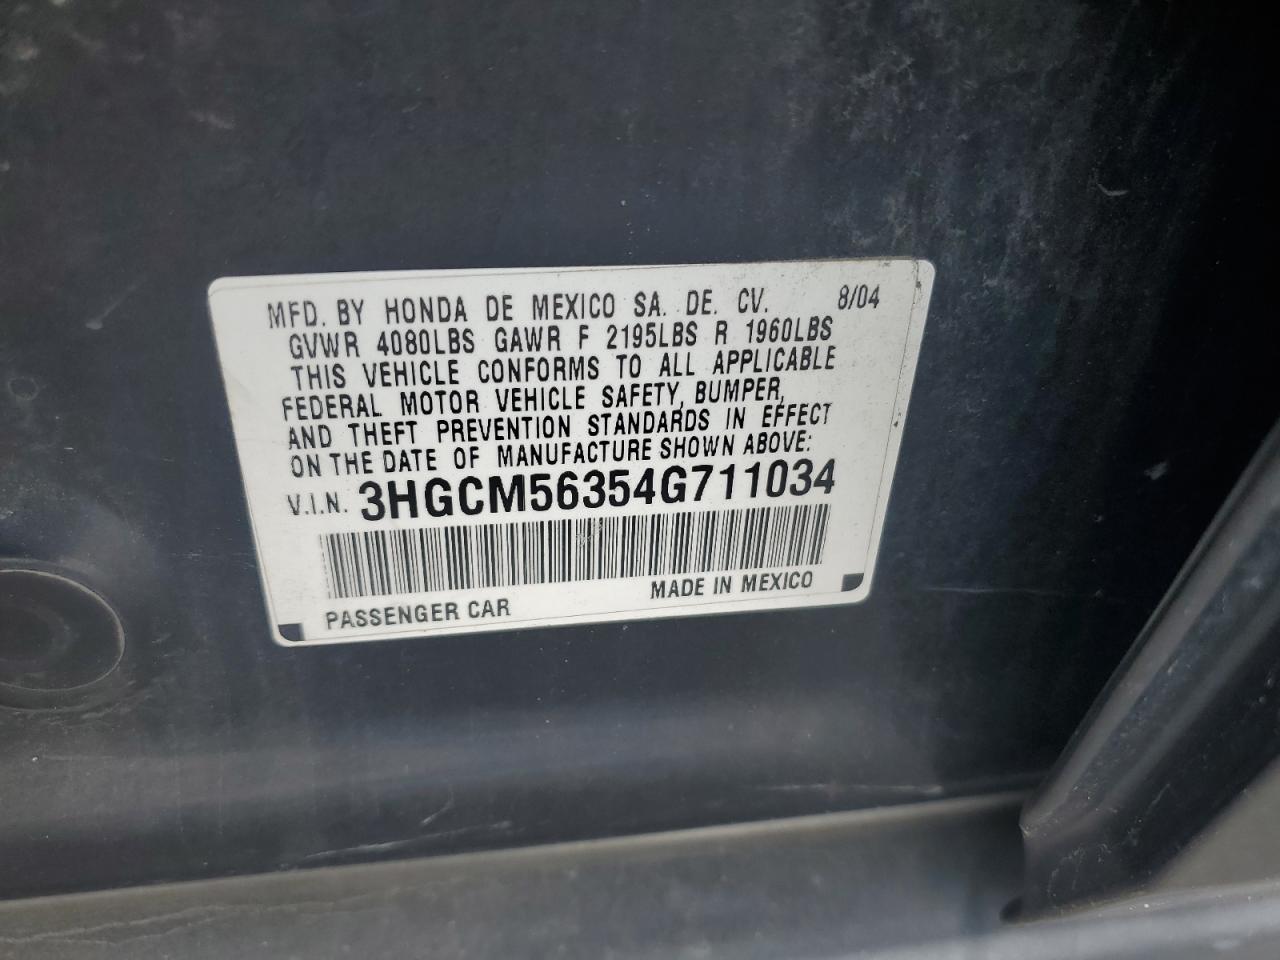 MFD. BY HONDA DE MEXICO SA. DE. CV. 8/04
GVWR 4080LBS GAWR F 2195LBS R 1960LBS
THIS VEHICLE CONFORMS TO ALL APPLICABLE
FEDERAL MOTOR VEHICLE SAFETY, BUMPER,
AND THEFT PREVENTION STANDARDS IN EFFECT
ON THE DATE OF MANUFACTURE SHOWN ABOVE:
V.I.N. 3HGCM56354G711034
PASSENGER CAR MADE IN MEXICO